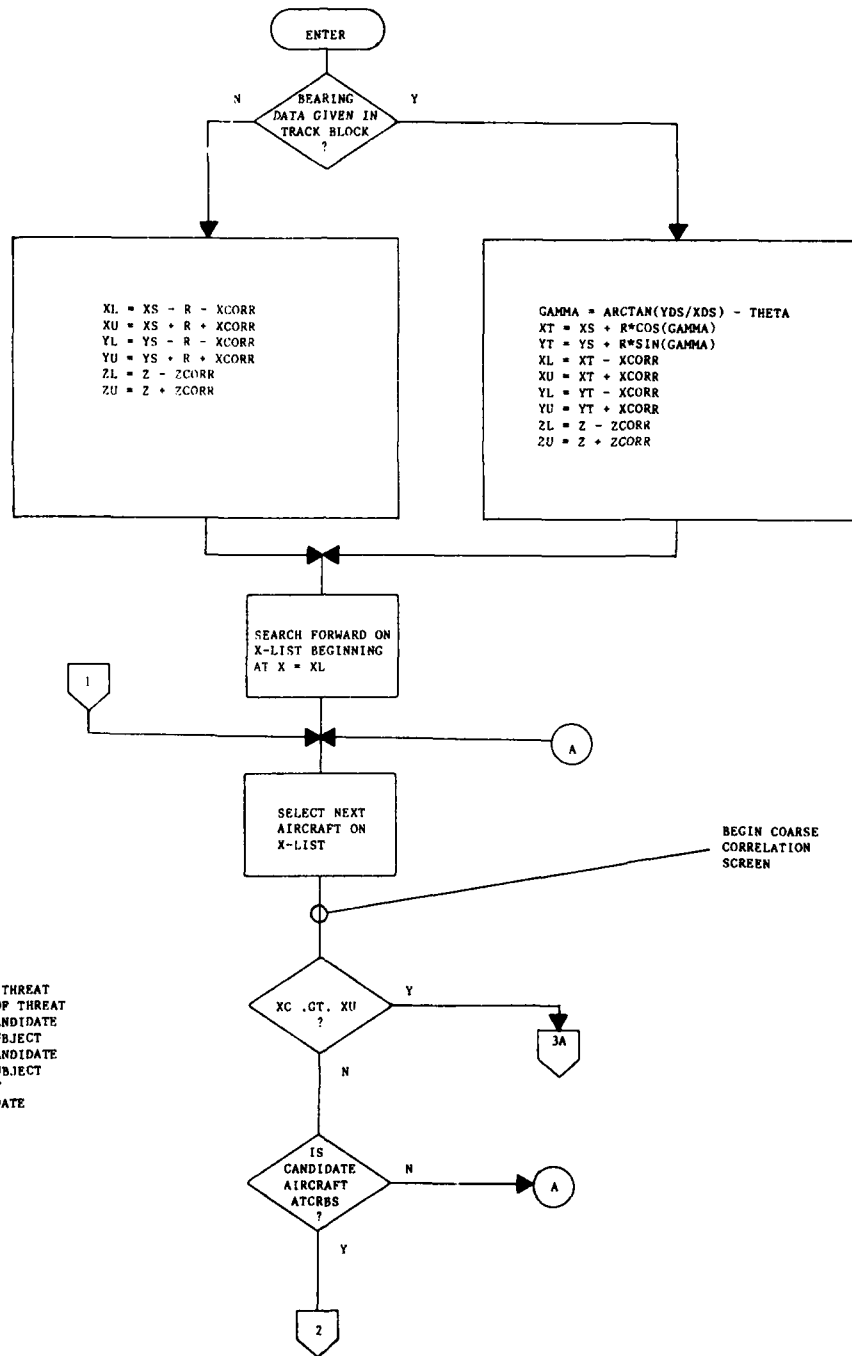 ENTER
N
BEARING
DATA GIVEN IN
TRACK BLOCK
?
Y
XL = XS - R - XCORR
XU = XS + R + XCORR
YL = YS - R - XCORR
YU = YS + R + XCORR
ZL = Z - ZCORR
ZU = Z + ZCORR
GAMMA = ARCTAN(YDS/XDS) - THETA
XT = XS + R*COS(GAMMA)
YT = YS + R*SIN(GAMMA)
XL = XT - XCORR
XU = XT + XCORR
YL = YT - XCORR
YU = YT + XCORR
ZL = Z - ZCORR
ZU = Z + ZCORR
SEARCH FORWARD ON
X-LIST BEGINNING
AT X = XL
1
A
SELECT NEXT
AIRCRAFT ON
X-LIST
BEGIN COARSE
CORRELATION
SCREEN
THREAT
OF THREAT
CANDIDATE
SUBJECT
CANDIDATE
SUBJECT
XC .GT. XU
?
Y
3A
N
IS
CANDIDATE
AIRCRAFT
ATCRBS
?
N
A
Y
2